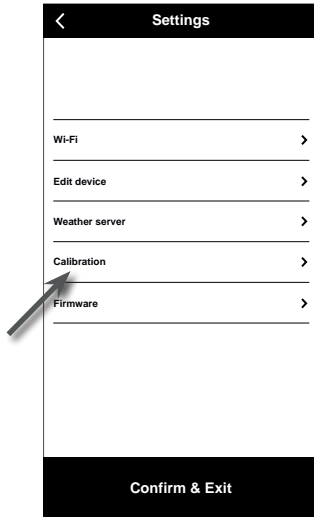 Settings
Wi-Fi
Edit device
Weather server
Calibration
Firmware
Confirm & Exit